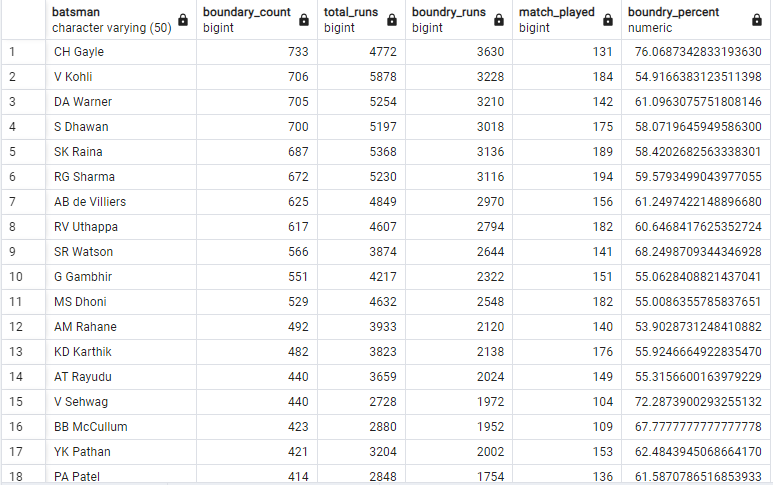 batsman boundary_count total_runs boundry_runs match_played boundry_percent
character varying (50) bigint bigint bigint bigint numeric
1 CH Gayle 733 4772 3630 131 76.0687342833193630
2 V Kohli 706 5878 3228 184 54.9166383123511398
3 DA Warner 705 5254 3210 142 61.0963075751808146
4 S Dhawan 700 5197 3018 175 58.0719645949586300
5 SK Raina 687 5368 3136 189 58.4202682563338301
6 RG Sharma 672 5230 3116 194 59.5793499043977055
7 AB de Villiers 625 4849 2970 156 61.2497422148896680
8 RV Uthappa 617 4607 2794 182 60.6468417625352724
9 SR Watson 566 3874 2644 141 68.2498709344346928
10 G Gambhir 551 4217 2322 151 55.0628408821437041
11 MS Dhoni 529 4632 2548 182 55.0086355785837651
12 AM Rahane 492 3933 2120 140 53.9028731248410882
13 KD Karthik 482 3823 2138 176 55.9246664922835470
14 AT Rayudu 440 3659 2024 149 55.3156600163979229
15 V Sehwag 440 2728 1972 104 72.2873900293255132
16 BB McCullum 423 2880 1952 109 67.7777777777777778
17 YK Pathan 421 3204 2002 153 62.4843945068664170
18 PA Patel 414 2848 1754 136 61.5870786516853933